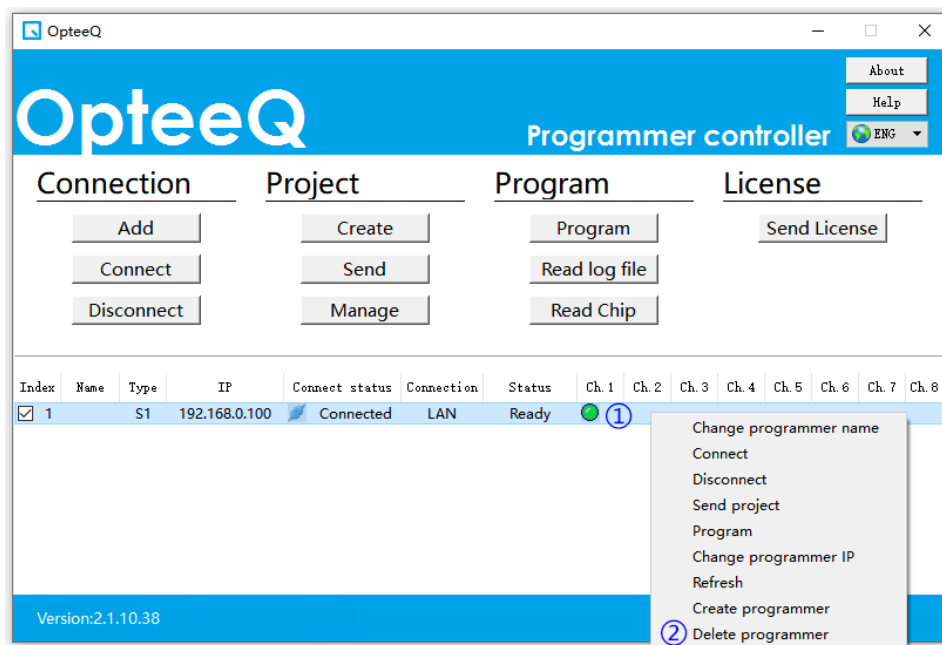 OpteeQ
About
OpteeQ
Help
Programmer controller
ENG
Connection Project Program License
Add Create Program Send License
Connect Send Read log file
Disconnect Manage Read Chip
Index Name Type IP Connect status Connection Status Ch.1 Ch.2 Ch.3 Ch.4 Ch.5 Ch.6 Ch.7 Ch.8
1 S1 192.168.0.100 Connected LAN Ready ①
Change programmer name
Connect
Disconnect
Send project
Program
Change programmer IP
Refresh
Create programmer
② Delete programmer
Version:2.1.10.38